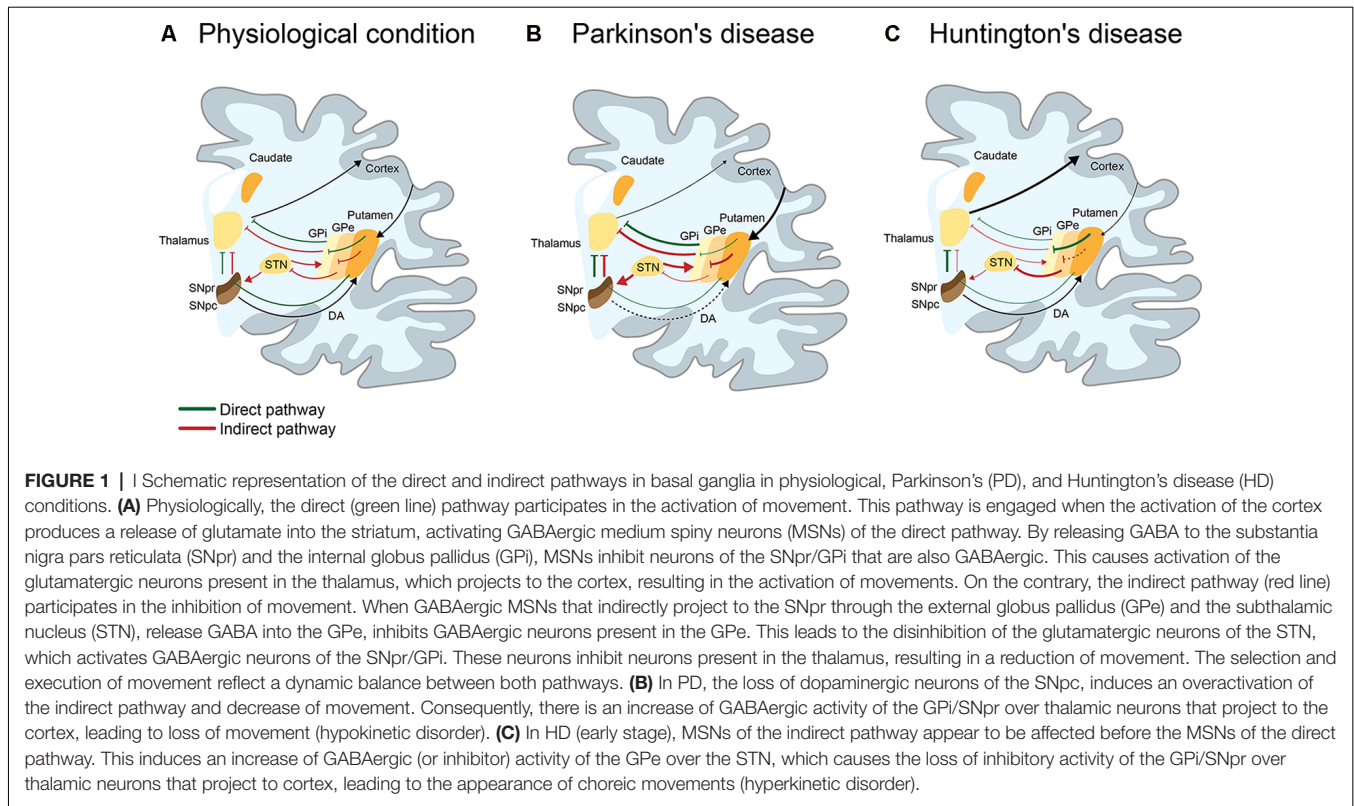 A Physiological condition
B Parkinson's disease
C Huntington's disease
Caudate
Cortex
Putamen
GPe
GPi
Thalamus
STN
SNpr
SNpc
DA
Caudate
Cortex
Putamen
GPe
GPi
Thalamus
STN
SNpr
SNpc
DA
Caudate
Cortex
Putamen
GPe
GPi
Thalamus
STN
SNpr
SNpc
DA
Direct pathway
Indirect pathway
FIGURE 1 | I Schematic representation of the direct and indirect pathways in basal ganglia in physiological, Parkinson's (PD), and Huntington's disease (HD)
conditions. (A) Physiologically, the direct (green line) pathway participates in the activation of movement. This pathway is engaged when the activation of the cortex
produces a release of glutamate into the striatum, activating GABAergic medium spiny neurons (MSNs) of the direct pathway. By releasing GABA to the substantia
nigra pars reticulata (SNpr) and the internal globus pallidus (GPi), MSNs inhibit neurons of the SNpr/GPi that are also GABAergic. This causes activation of the
glutamatergic neurons present in the thalamus, which projects to the cortex, resulting in the activation of movements. On the contrary, the indirect pathway (red line)
participates in the inhibition of movement. When GABAergic MSNs that indirectly project to the SNpr through the external globus pallidus (GPe) and the subthalamic
nucleus (STN), release GABA into the GPe, inhibits GABAergic neurons present in the GPe. This leads to the disinhibition of the glutamatergic neurons of the STN,
which activates GABAergic neurons of the SNpr/GPi. These neurons inhibit neurons present in the thalamus, resulting in a reduction of movement. The selection and
execution of movement reflect a dynamic balance between both pathways. (B) In PD, the loss of dopaminergic neurons of the SNpc, induces an overactivation of
the indirect pathway and decrease of movement. Consequently, there is an increase of GABAergic activity of the GPi/SNpr over thalamic neurons that project to the
cortex, leading to loss of movement (hypokinetic disorder). (C) In HD (early stage), MSNs of the indirect pathway appear to be affected before the MSNs of the direct
pathway. This induces an increase of GABAergic (or inhibitor) activity of the GPe over the STN, which causes the loss of inhibitory activity of the GPi/SNpr over
thalamic neurons that project to cortex, leading to the appearance of choreic movements (hyperkinetic disorder).